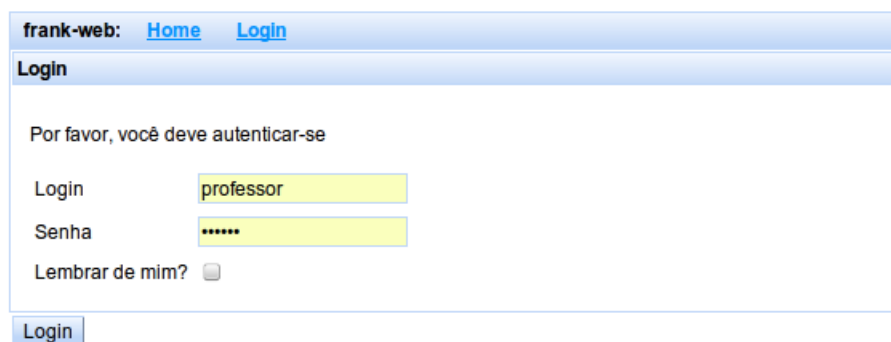 frank-web: Home Login
Login
Por favor, você deve autenticar-se
Login professor
Senha ••••••
Lembrar de mim?
Login